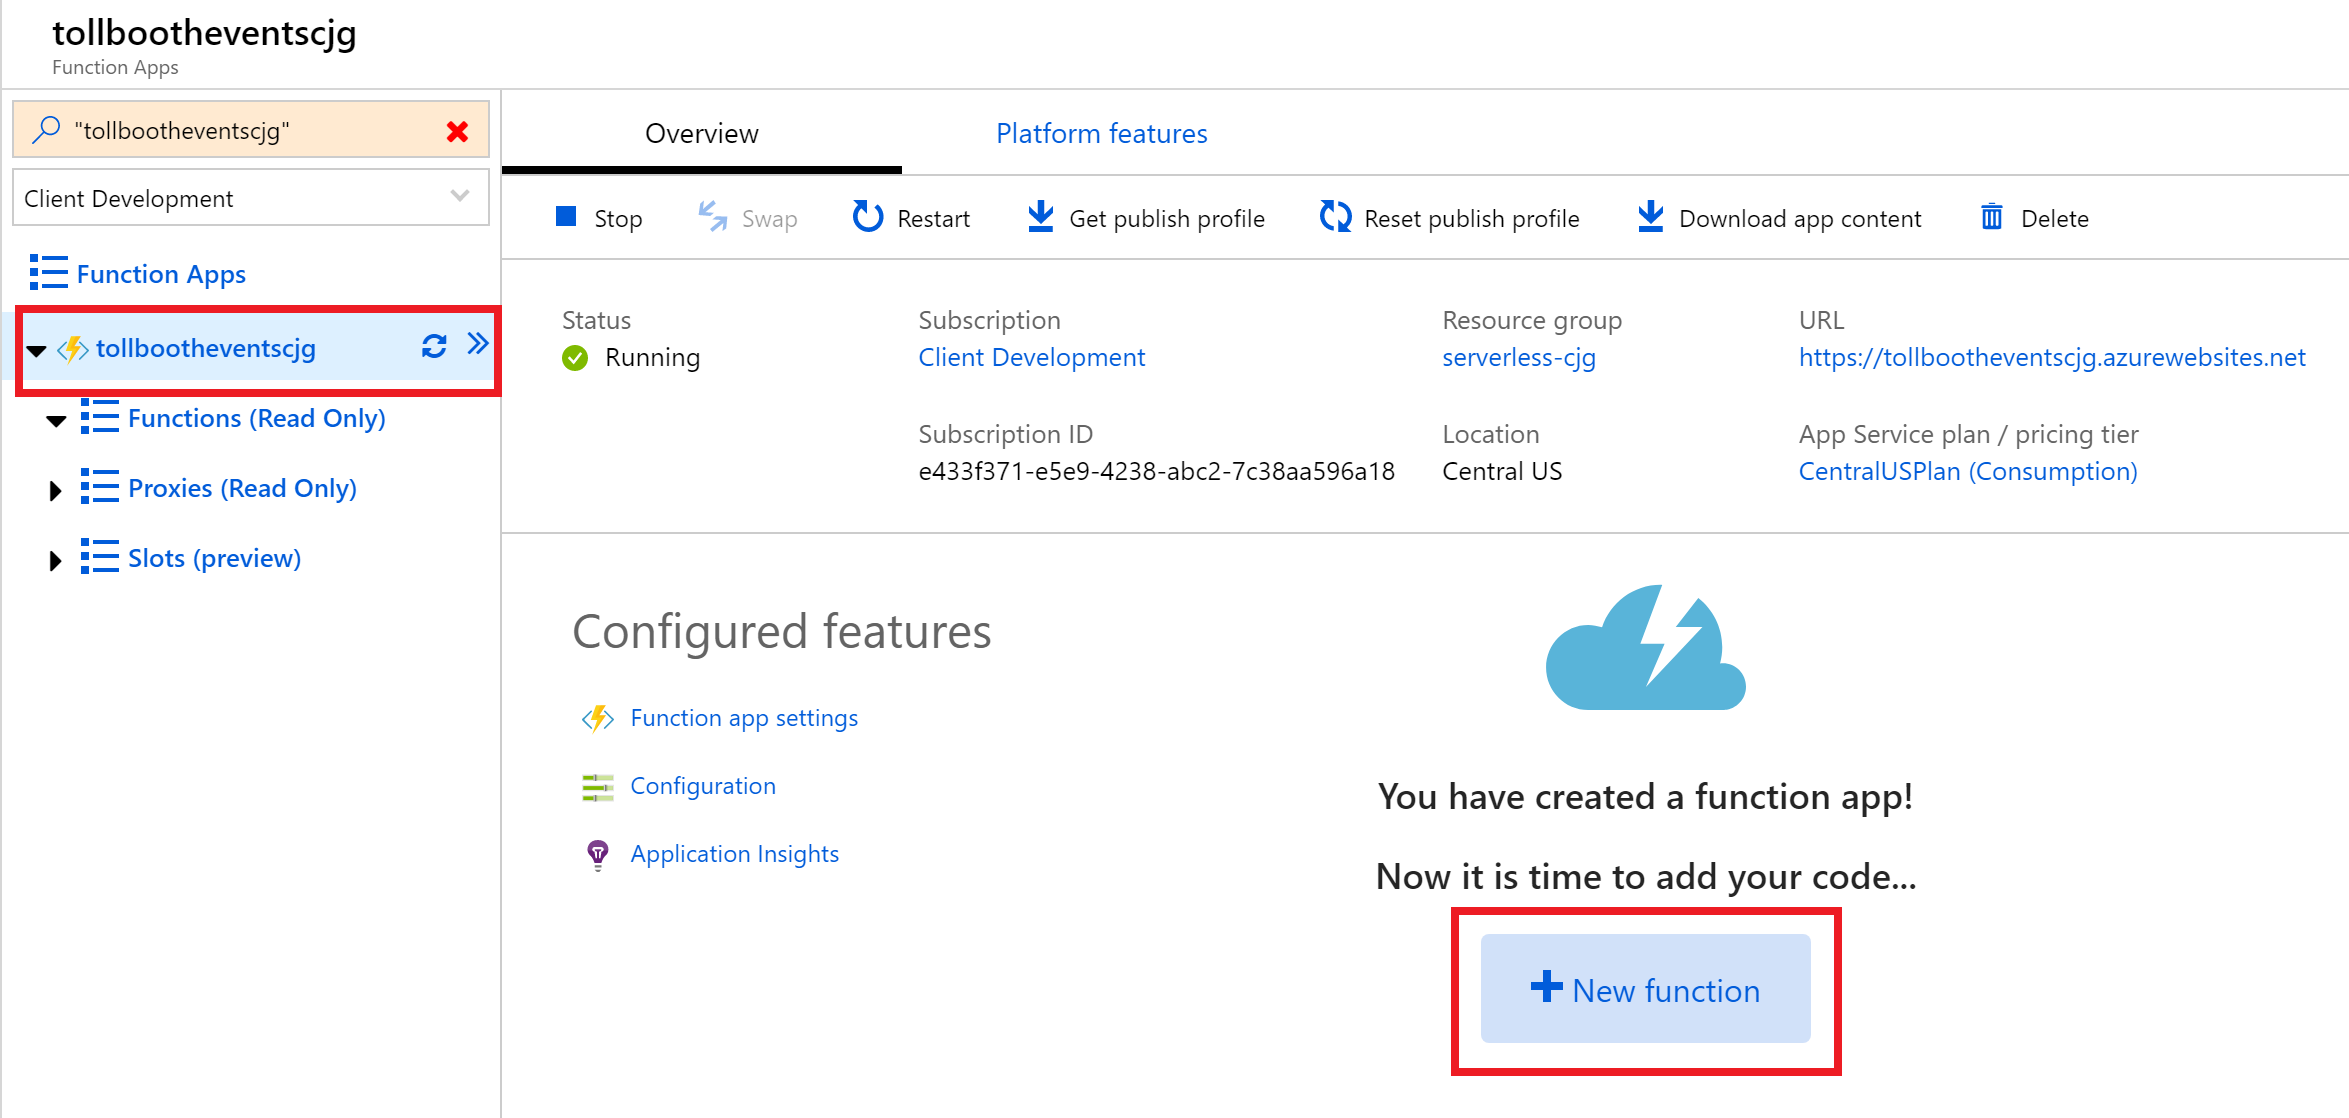 tollbootheventscjg
Function Apps
"tollbootheventscjg"
Client Development
Function Apps
tollbootheventscjg
Functions (Read Only)
Proxies (Read Only)
Slots (preview)
Overview
Platform features
Stop
Swap
Restart
Get publish profile
Reset publish profile
Download app content
Delete
Status
Running
Subscription
Client Development
Resource group
serverless-cjg
URL
https://tollbootheventscjg.azurewebsites.net
Subscription ID
e433f371-e5e9-4238-abc2-7c38aa596a18
Location
Central US
App Service plan / pricing tier
CentralUSPlan (Consumption)
Configured features
Function app settings
Configuration
Application Insights
You have created a function app!
Now it is time to add your code...
New function